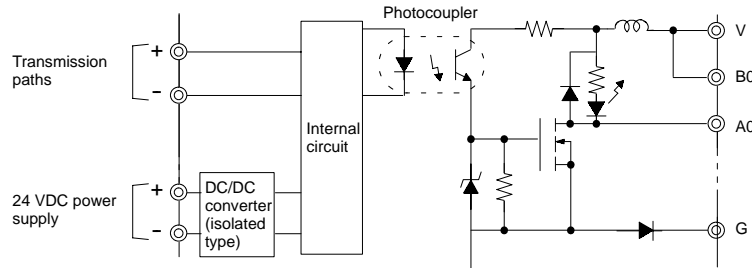 Photocoupler
V
B0
A0
G
Transmission
paths
+
−
Internal
circuit
24 VDC power
supply
+
−
DC/DC
converter
(isolated
type)